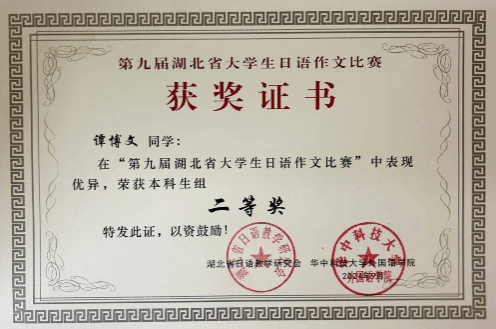 第九届湖北省大学生日语作文比赛
获奖证书
谭博文 同学：
在“第九届湖北省大学生日语作文比赛”中表现
优异，荣获本科生组
二等奖
特发此证，以资鼓励！
湖北省日语教学研究会 华中科技大学外国语学院